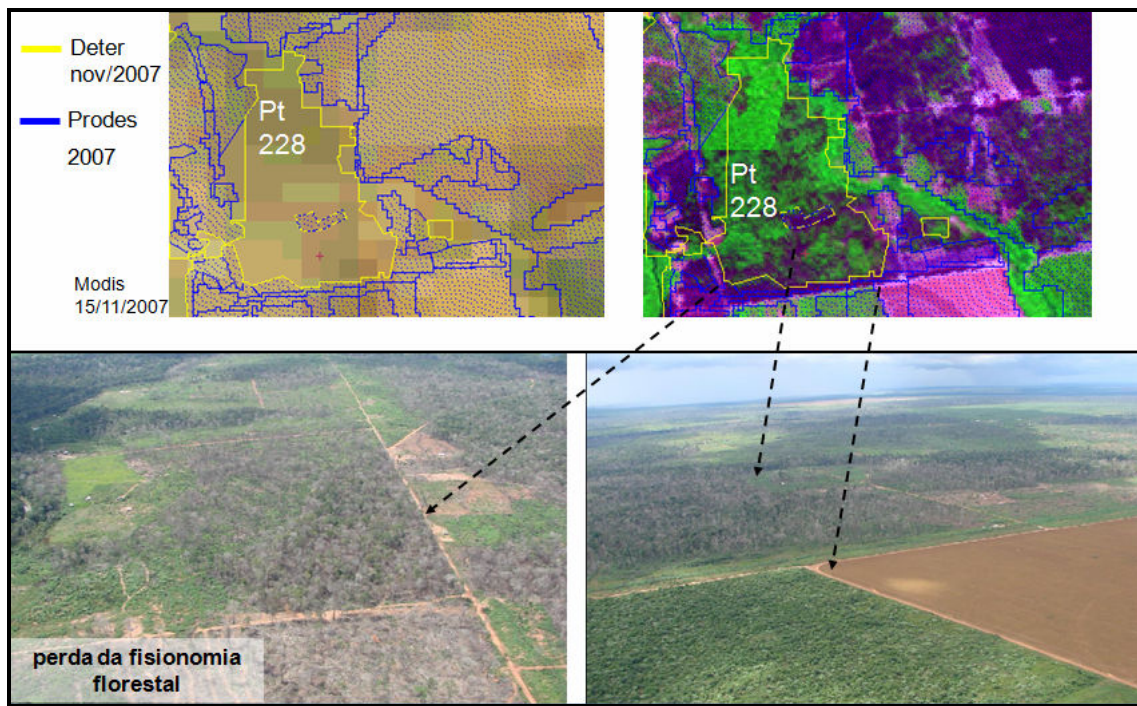 Deter
nov/2007
Prodes
2007
Modis
15/11/2007
Pt
228
Pt
228
perda da fisionomia
florestal